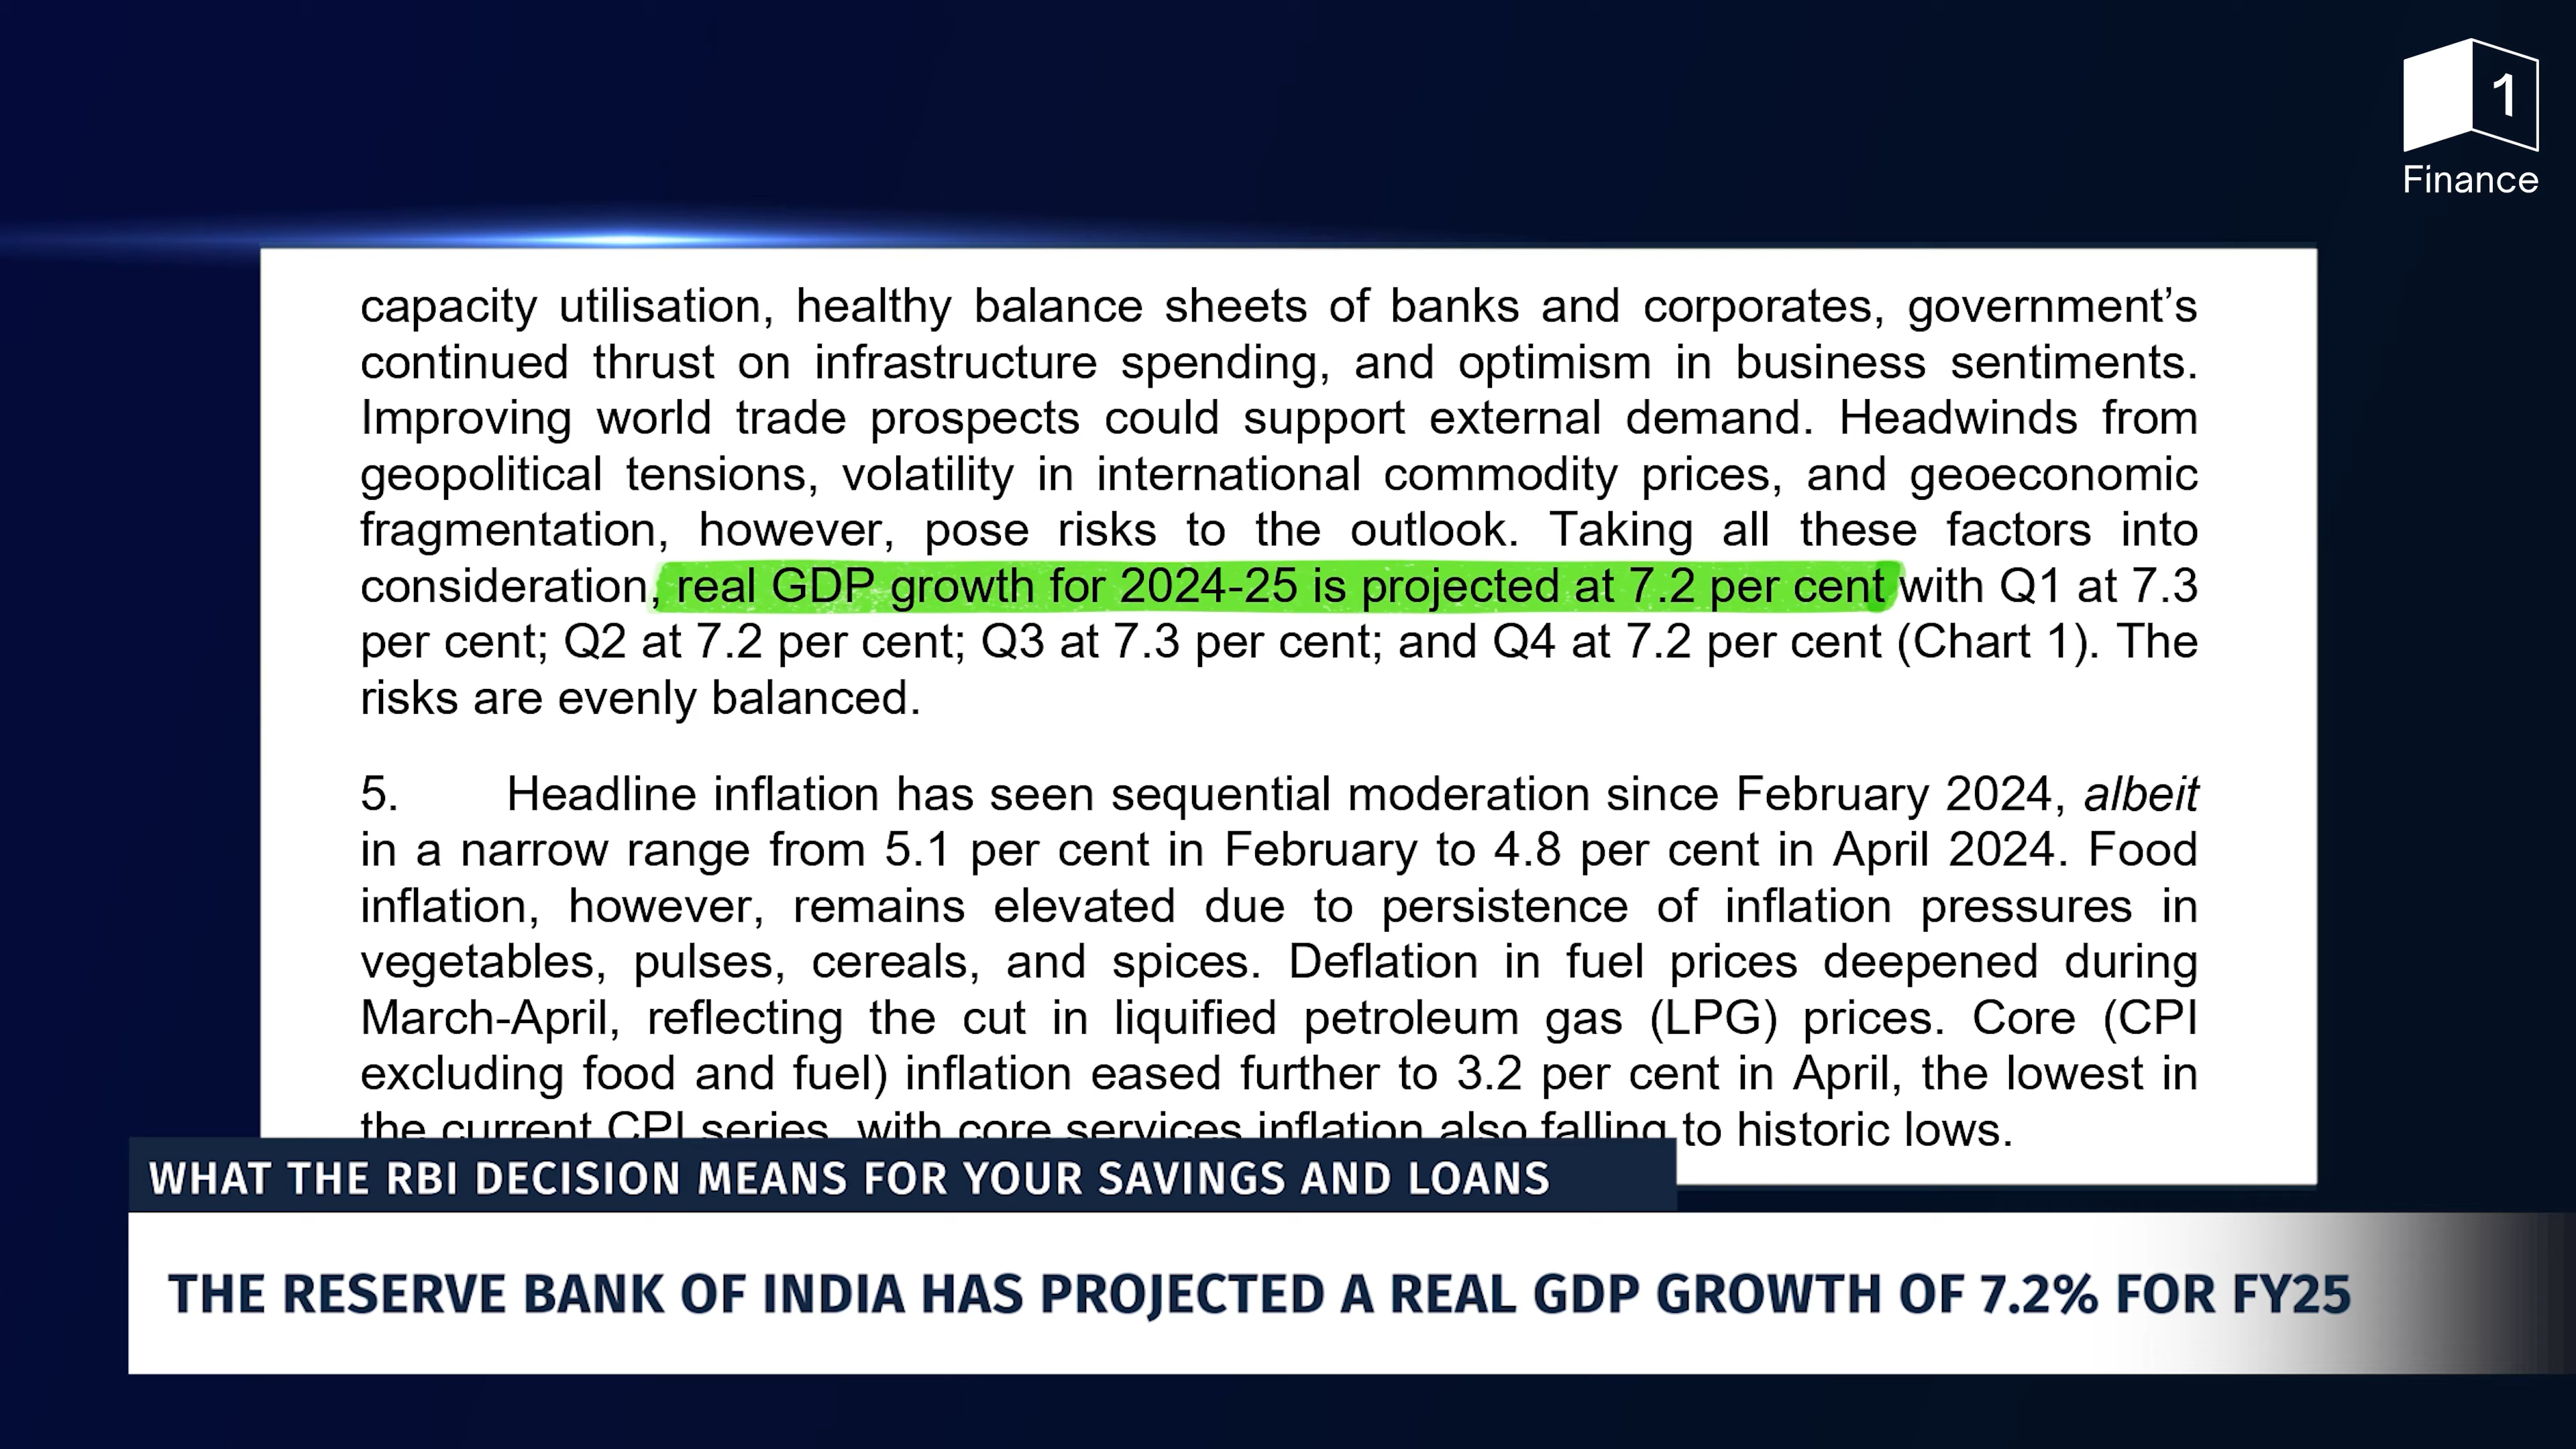 1
Finance
capacity utilisation, healthy balance sheets of banks and corporates, government’s
continued thrust on infrastructure spending, and optimism in business sentiments.
Improving world trade prospects could support external demand. Headwinds from
geopolitical tensions, volatility in international commodity prices, and geoeconomic
fragmentation, however, pose risks to the outlook. Taking all these factors into
consideration, real GDP growth for 2024-25 is projected at 7.2 per cent with Q1 at 7.3
per cent; Q2 at 7.2 per cent; Q3 at 7.3 per cent; and Q4 at 7.2 per cent (Chart 1). The
risks are evenly balanced.
5. Headline inflation has seen sequential moderation since February 2024, albeit
in a narrow range from 5.1 per cent in February to 4.8 per cent in April 2024. Food
inflation, however, remains elevated due to persistence of inflation pressures in
vegetables, pulses, cereals, and spices. Deflation in fuel prices deepened during
March-April, reflecting the cut in liquified petroleum gas (LPG) prices. Core (CPI
excluding food and fuel) inflation eased further to 3.2 per cent in April, the lowest in
the current CPI series, with core services inflation also falling to historic lows.
WHAT THE RBI DECISION MEANS FOR YOUR SAVINGS AND LOANS
THE RESERVE BANK OF INDIA HAS PROJECTED A REAL GDP GROWTH OF 7.2% FOR FY25